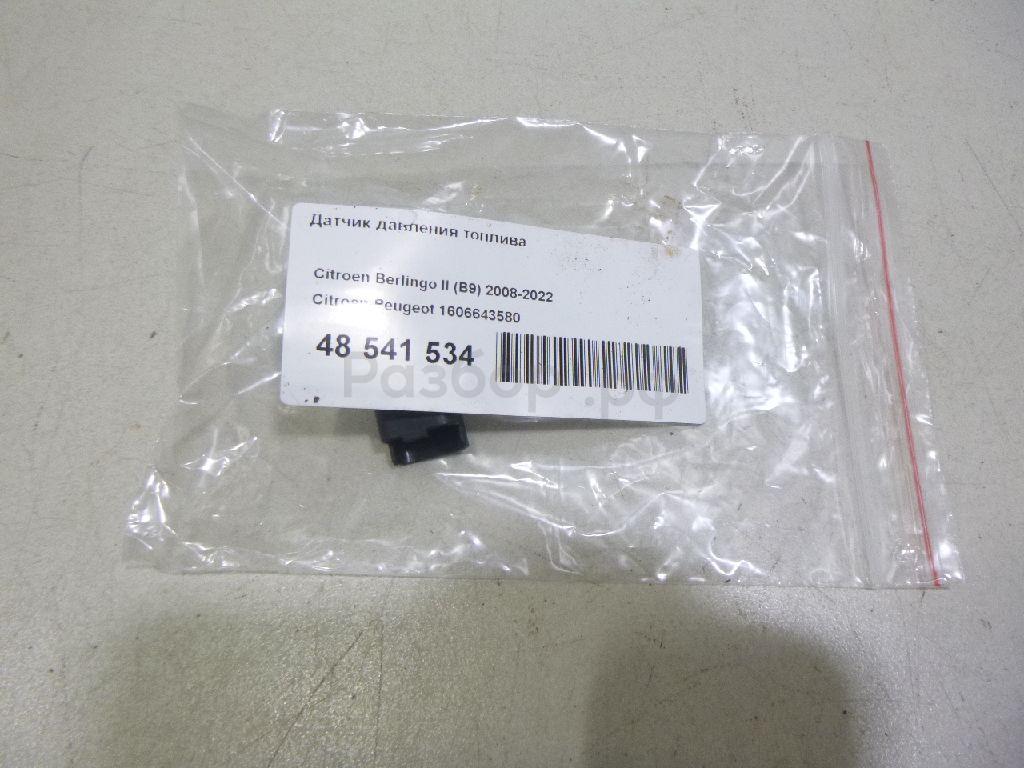 Датчик давления топлива
Citroen Berlingo II (B9) 2008-2022
Citroen Peugeot 1606643580
48 541 534
Разбор.рф